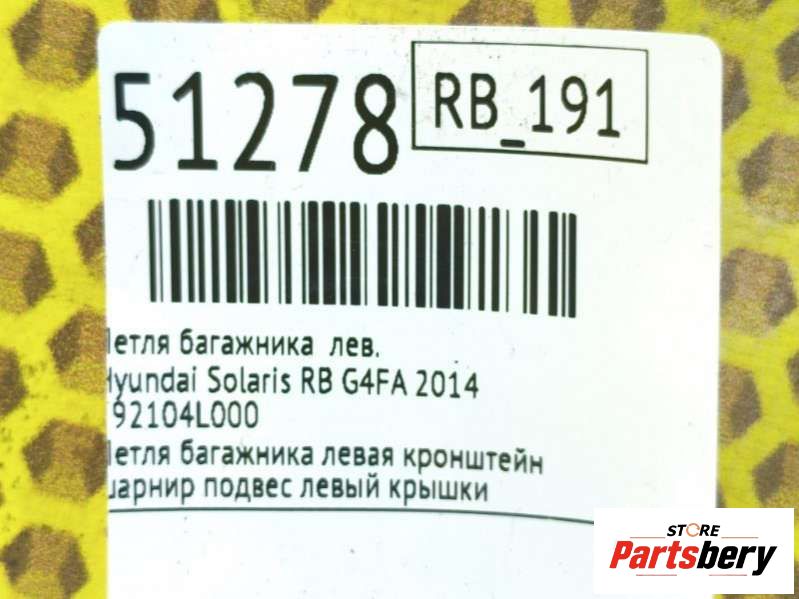 51278
RB_191
Петля багажника лев.
Hyundai Solaris RB G4FA 2014
792104L000
Петля багажника левая кронштейн
шарнир подвес левый крышки
STORE
Partsbery